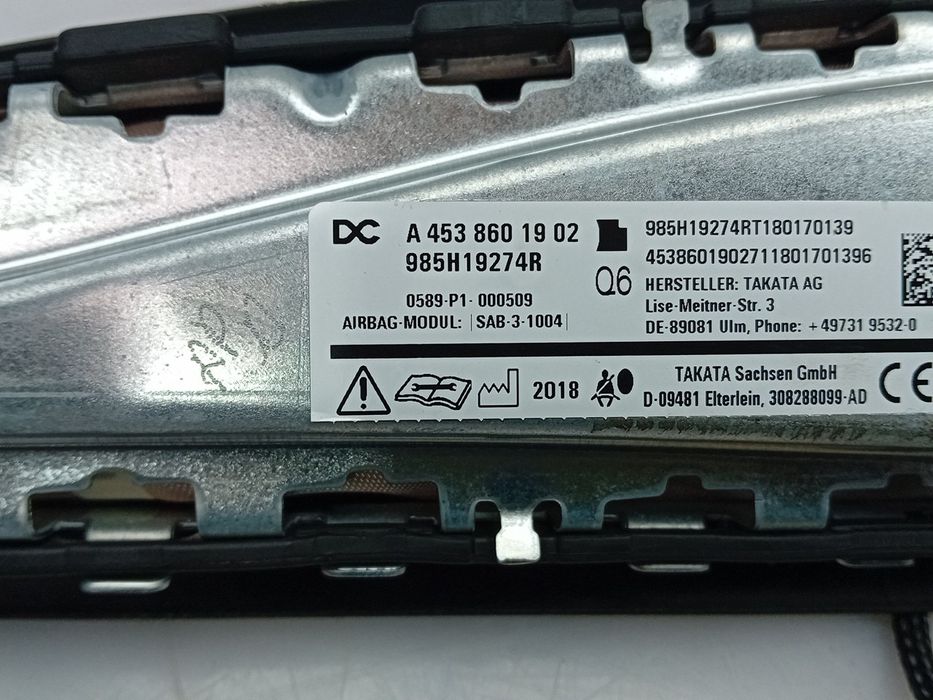 DC A 453 860 19 02
985H19274R
0589-P1- 000509
AIRBAG-MODUL: | SAB-3-1004 |
985H19274RT180170139
4538601902711801701396
Q6
HERSTELLER: TAKATA AG
Lise-Meitner-Str. 3
DE-89081 Ulm, Phone: +49731 9532-0
2018
TAKATA Sachsen GmbH
D-09481 Elterlein, 308288099-AD
CE